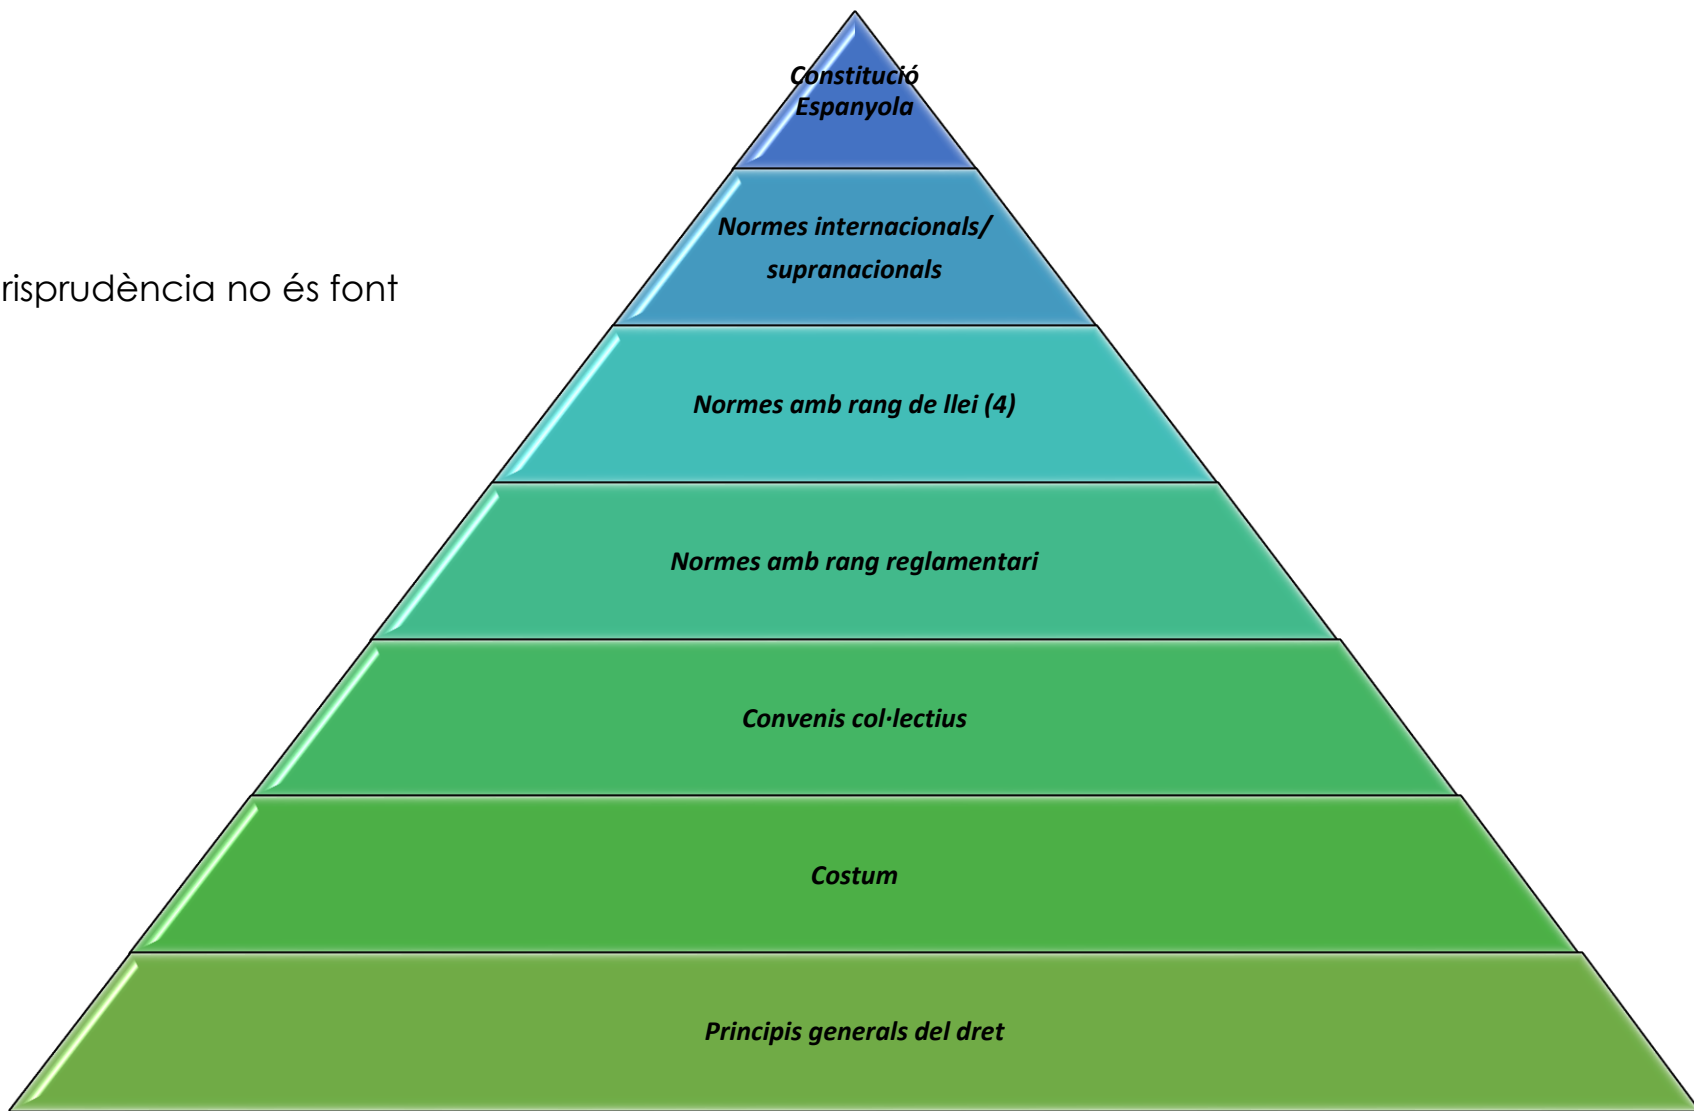 Constitució
Espanyola
Normes internacionals/
supranacionals
risprudència no és font
Normes amb rang de llei (4)
Normes amb rang reglamentari
Convenis col·lectius
Costum
Principis generals del dret